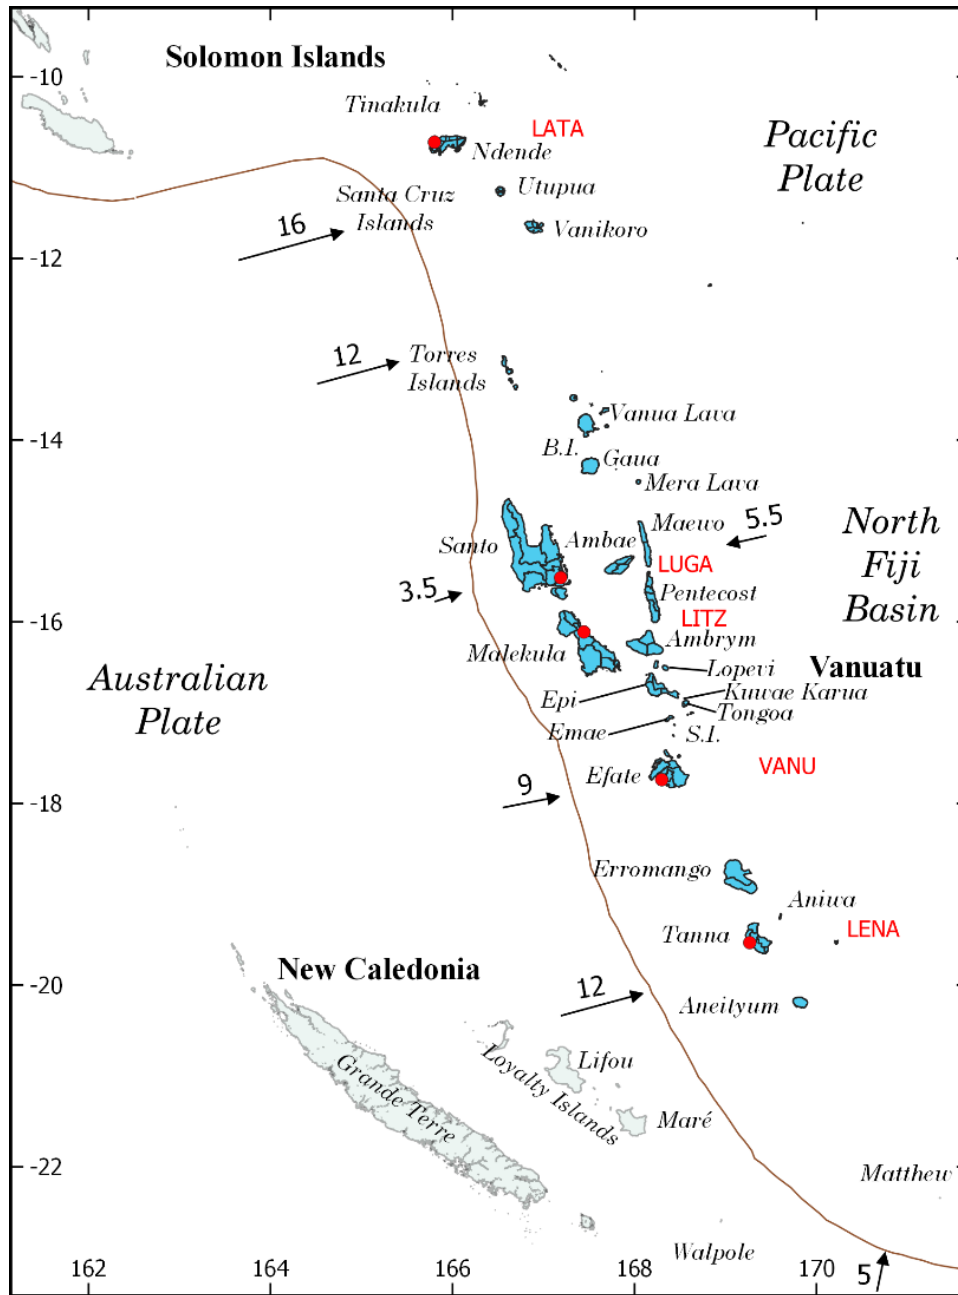 Solomon Islands
-10
Tinakula
LATA
Pacific
Plate
Ndende
Santa Cruz
Islands
Utupua
16
Vanikoro
-12
12
Torres
Islands
Vanua Lava
-14
B.I.
Gaua
Mera Lava
5.5
Maewo
North
Fiji
Basin
Santo
Ambae
LUGA
3.5
Pentecost
LITZ
-16
Ambrym
Malekula
Lopevi
Vanuatu
Australian
Plate
Epi
Kuwae Karua
Tongoa
Emae
S.I.
Efate
VANU
9
-18
Erromango
Aniwa
Tanna
LENA
New Caledonia
-20
12
Aneityum
Loyalty Islands
Lifou
Grande Terre
Maré
-22
Matthew
Walpole
162
164
166
168
170
5